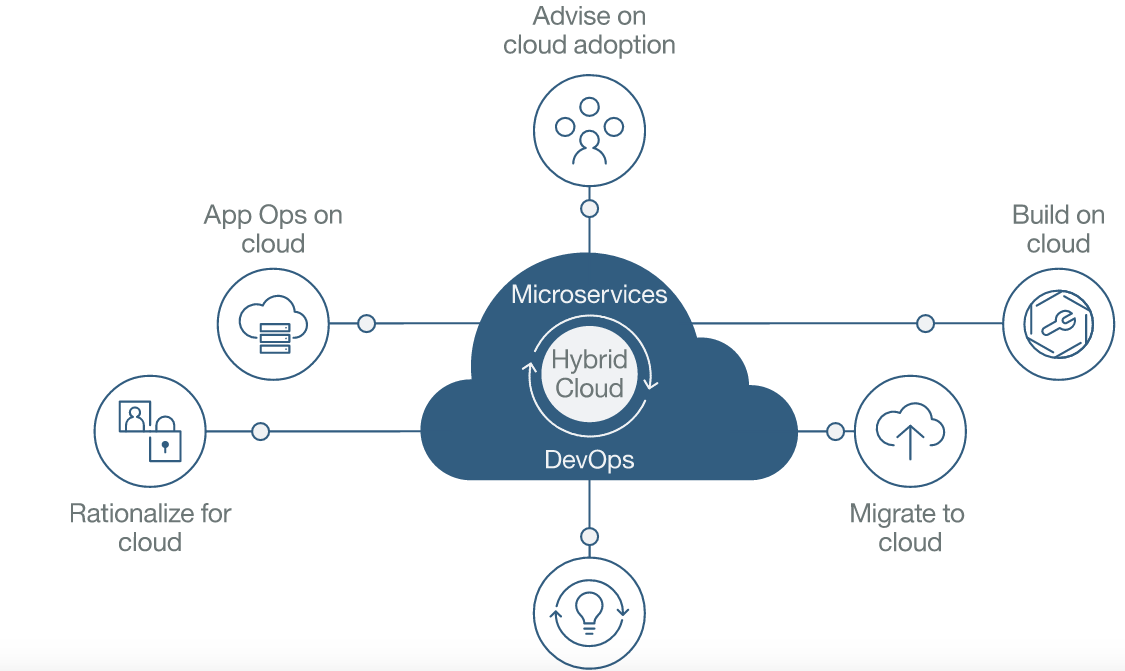 Advise on
cloud adoption
App Ops on
cloud
Build on
cloud
Microservices
Hybrid
Cloud
DevOps
Rationalize for
cloud
Migrate to
cloud